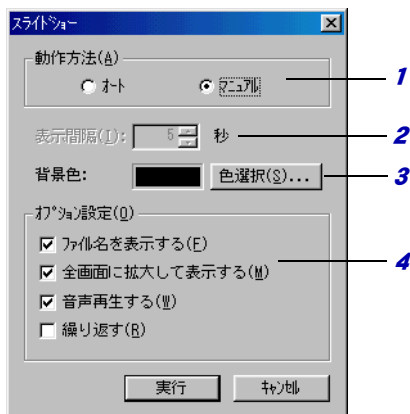 ｽﾗｲﾄﾞｼｮｰ
動作方法(A)
ｵｰﾄ ﾏﾆｭｱﾙ
1
表示間隔(I): 5 秒
2
背景色: 色選択(S)...
3
ｵﾌﾟｼｮﾝ設定(O)
ﾌｧｲﾙ名を表示する(F)
全画面に拡大して表示する(M)
4
音声再生する(W)
繰り返す(R)
実行 ｷｬﾝｾﾙ